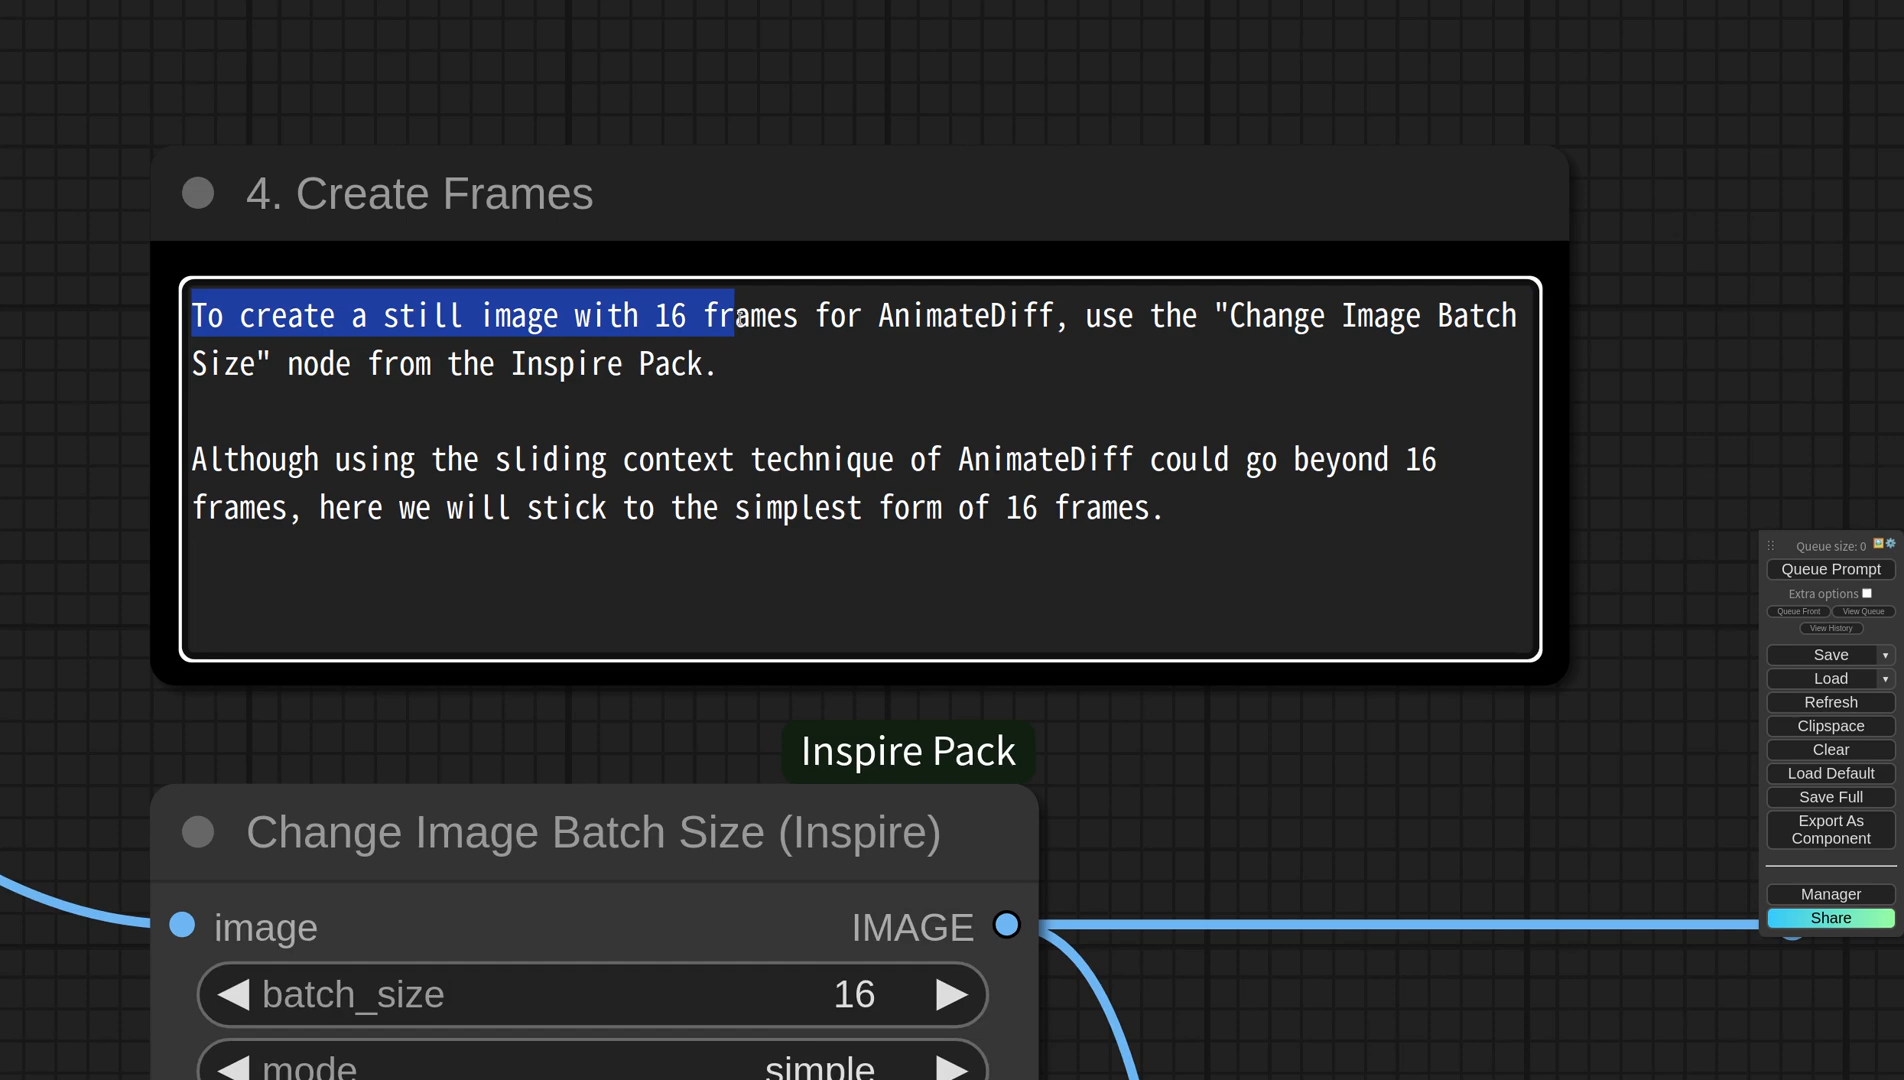 4. Create Frames
To create a still image with 16 frames for AnimateDiff, use the "Change Image Batch
Size" node from the Inspire Pack.
Although using the sliding context technique of AnimateDiff could go beyond 16
frames, here we will stick to the simplest form of 16 frames.
Inspire Pack
Change Image Batch Size (Inspire)
image IMAGE
batch_size 16
mode simple
Queue size: 0
Queue Prompt
Extra options
Queue Front View Queue
View History
Save
Load
Refresh
Clipspace
Clear
Load Default
Save Full
Export As
Component
Manager
Share